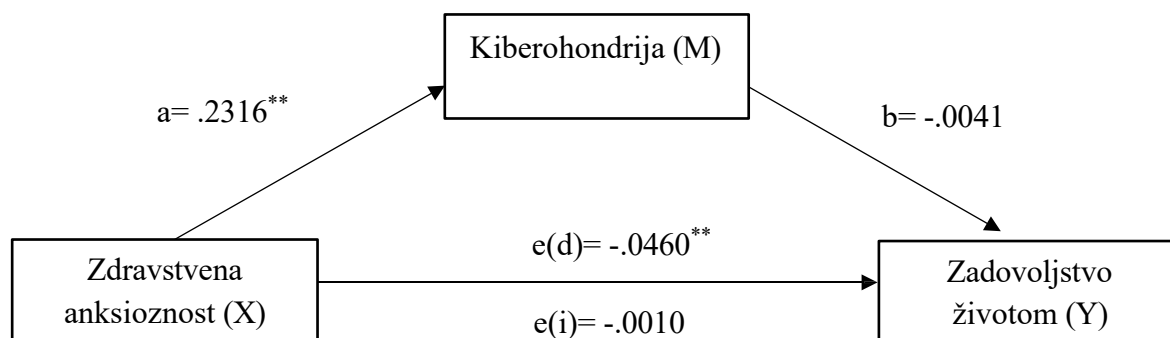 Kiberohondrija (M)
a= .2316**
b= -.0041
Zdravstvena
anksioznost (X)
e(d)= -.0460**
e(i)= -.0010
Zadovoljstvo
životom (Y)